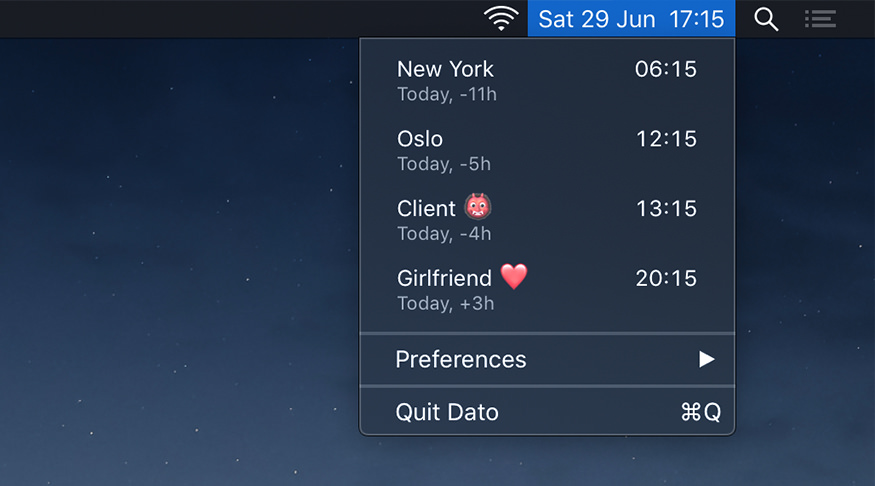 Sat 29 Jun 17:15
New York 06:15
Today, -11h
Oslo 12:15
Today, -5h
Client 👹 13:15
Today, -4h
Girlfriend ❤️ 20:15
Today, +3h
Preferences ▶
Quit Dato ⌘Q